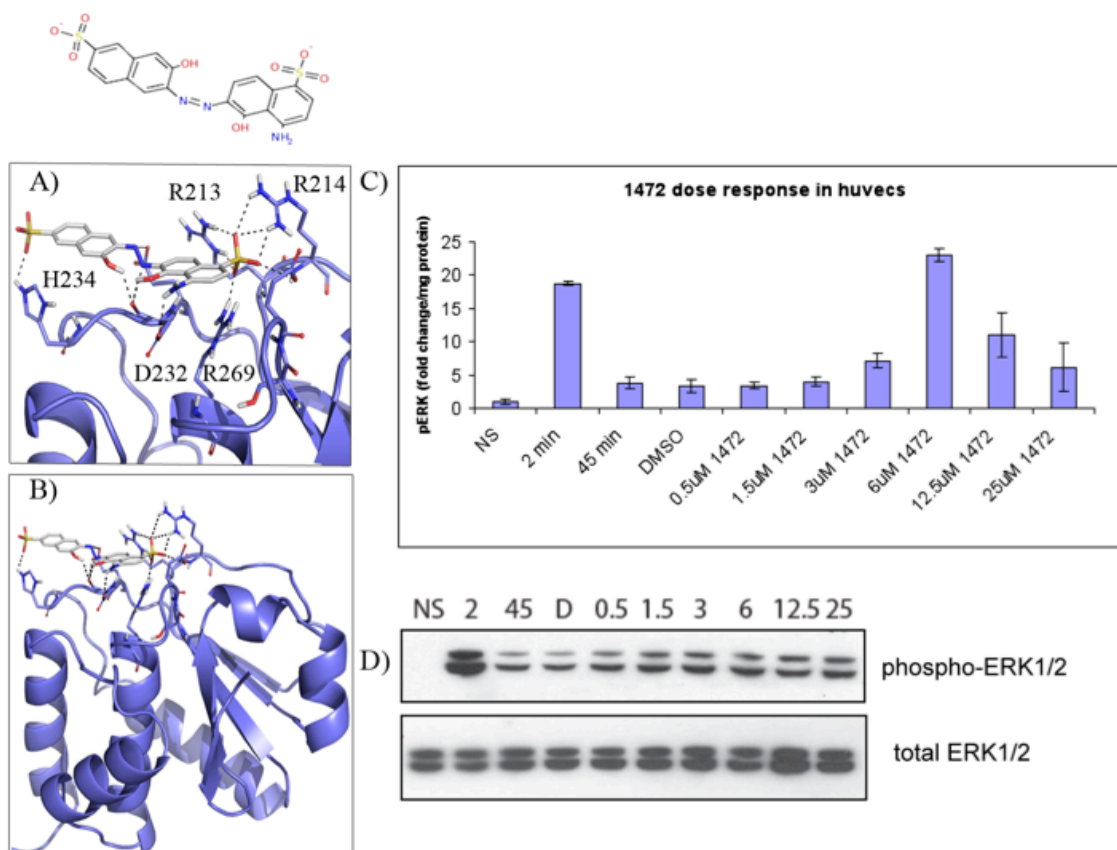 O⁻ O S O OH N N O⁻ O S O OH NH₂
A)
R213
R214
H234
D232
R269
B)
C)
1472 dose response in huvecs
pERK (fold change/mg protein)
25
20
15
10
5
0
NS
2 min
45 min
DMSO
0.5uM 1472
1.5uM 1472
3uM 1472
6uM 1472
12.5uM 1472
25uM 1472
D)
NS 2 45 D 0.5 1.5 3 6 12.5 25
phospho-ERK1/2
total ERK1/2